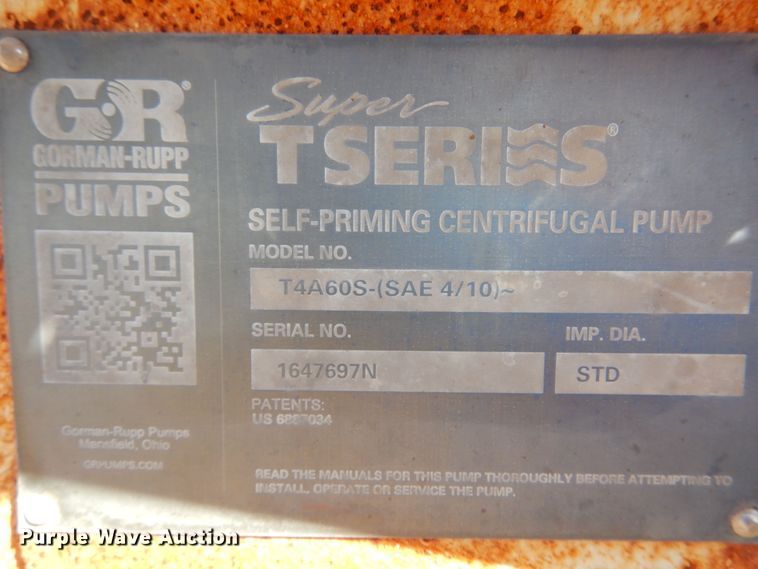 G·R®
GORMAN-RUPP
PUMPS
Super
T SERIES®
SELF-PRIMING CENTRIFUGAL PUMP
MODEL NO.
T4A60S-(SAE 4/10)~
SERIAL NO.
IMP. DIA.
1647697N
STD
PATENTS:
US
Gorman-Rupp Pumps
Mansfield, Ohio
GRPUMPS.COM
READ THE MANUALS FOR THIS PUMP THOROUGHLY BEFORE ATTEMPTING TO
INSTALL, OPERATE OR SERVICE THE PUMP.
Purple Wave Auction